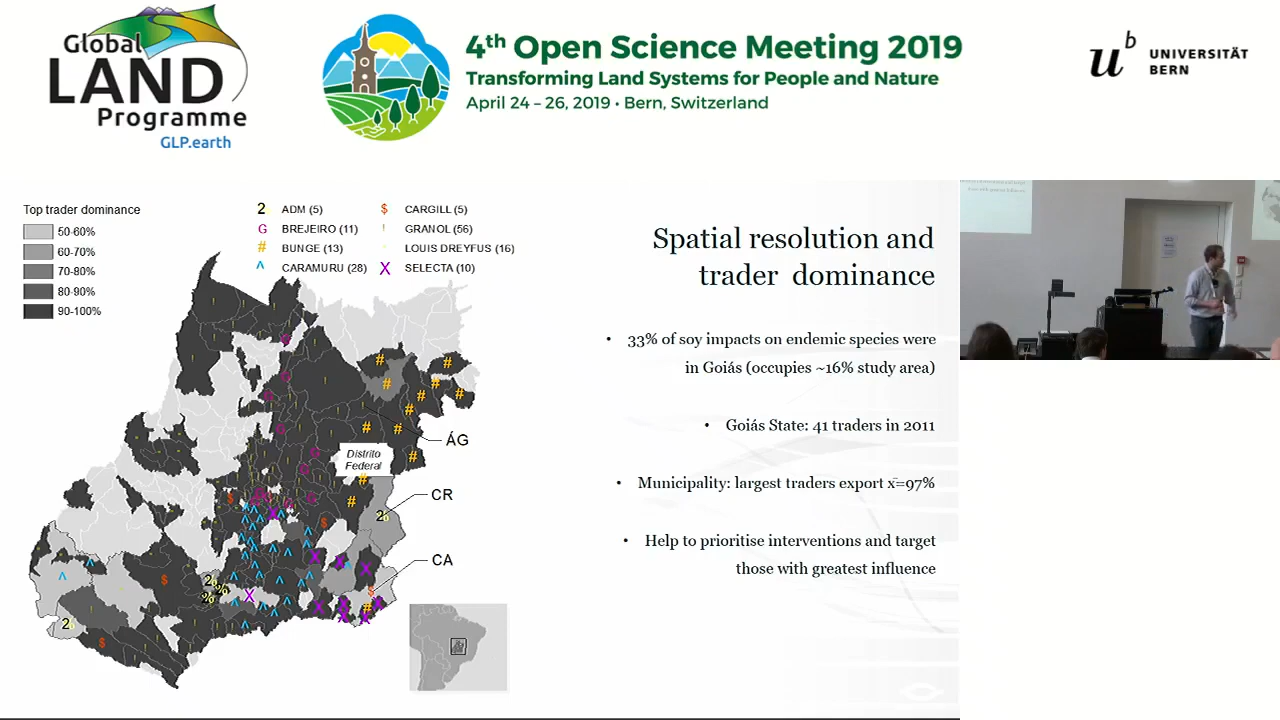 Global
LAND
Programme
GLP.earth
4th Open Science Meeting 2019
Transforming Land Systems for People and Nature
April 24 – 26, 2019 • Bern, Switzerland
u b
UNIVERSITÄT
BERN
Top trader dominance
50-60%
60-70%
70-80%
80-90%
90-100%
2 ADM (5)
G BREJEIRO (11)
# BUNGE (13)
^ CARAMURU (28)
$ CARGILL (5)
! GRANOL (56)
LOUIS DREYFUS (16)
X SELECTA (10)
Distrito
Federal
ÁG
CR
CA
Spatial resolution and
trader dominance
• 33% of soy impacts on endemic species were
in Goiás (occupies ~16% study area)
• Goiás State: 41 traders in 2011
• Municipality: largest traders export x̄=97%
• Help to prioritise interventions and target
those with greatest influence